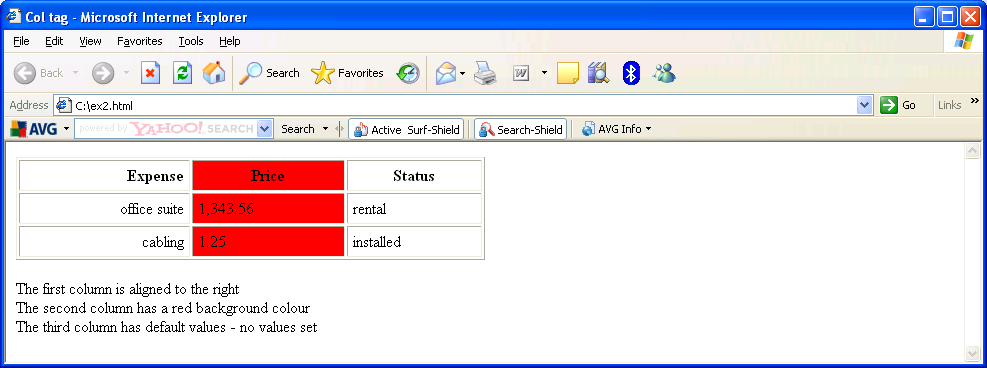 Col tag - Microsoft Internet Explorer
File Edit View Favorites Tools Help
Back Search Favorites W
Address C:\ex2.html Go Links »
AVG powered by YAHOO! SEARCH Search Active Surf-Shield Search-Shield AVG Info
Expense Price Status
office suite 1,343.56 rental
cabling 1.25 installed
The first column is aligned to the right
The second column has a red background colour
The third column has default values - no values set